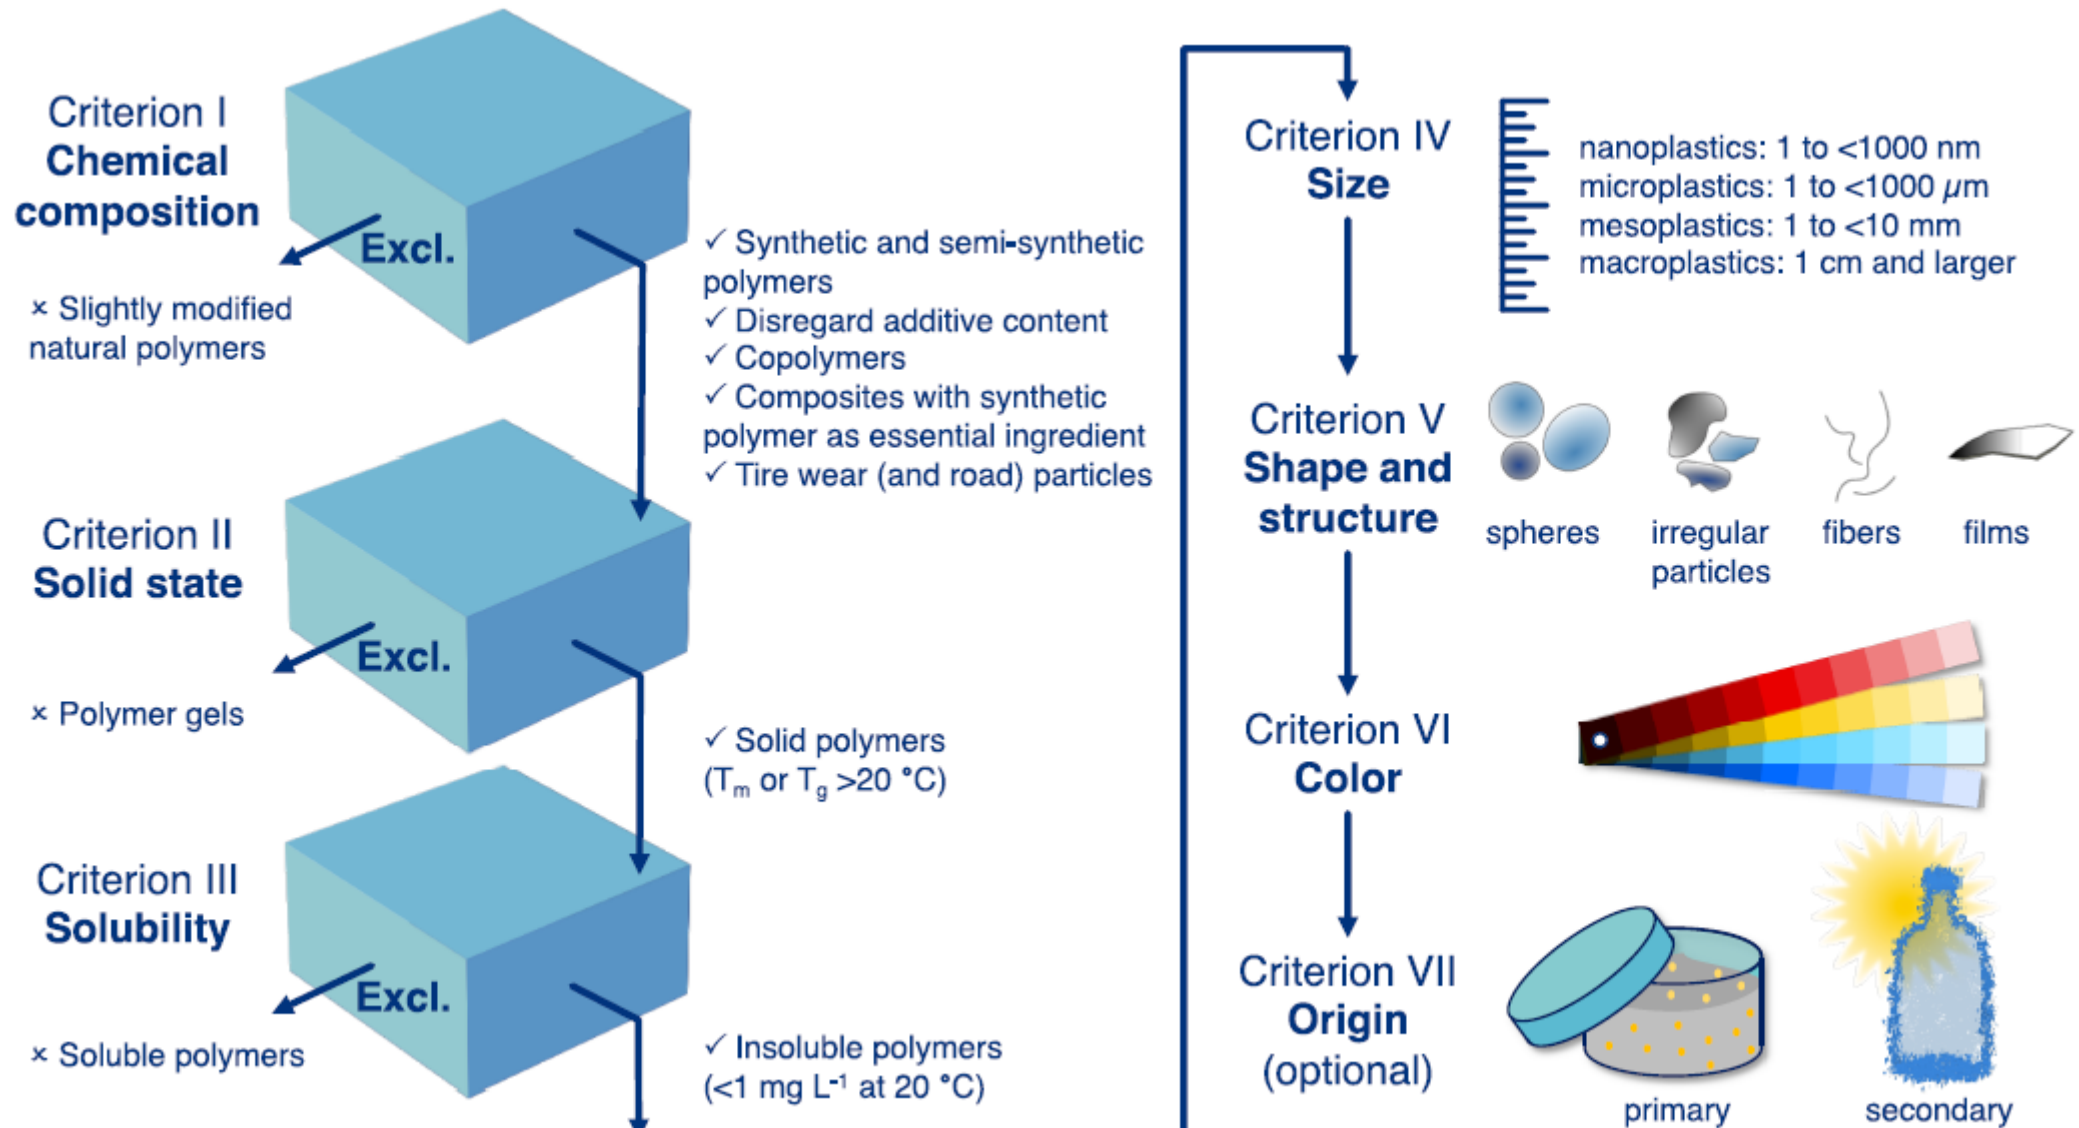 Criterion I
Chemical
composition
Excl.
× Slightly modified
natural polymers
✓ Synthetic and semi-synthetic
polymers
✓ Disregard additive content
✓ Copolymers
✓ Composites with synthetic
polymer as essential ingredient
✓ Tire wear (and road) particles
Criterion II
Solid state
Excl.
× Polymer gels
✓ Solid polymers
(Tm or Tg >20 °C)
Criterion III
Solubility
Excl.
× Soluble polymers
✓ Insoluble polymers
(<1 mg L⁻¹ at 20 °C)
Criterion IV
Size
nanoplastics: 1 to <1000 nm
microplastics: 1 to <1000 µm
mesoplastics: 1 to <10 mm
macroplastics: 1 cm and larger
Criterion V
Shape and
structure
spheres
irregular
particles
fibers
films
Criterion VI
Color
Criterion VII
Origin
(optional)
primary
secondary